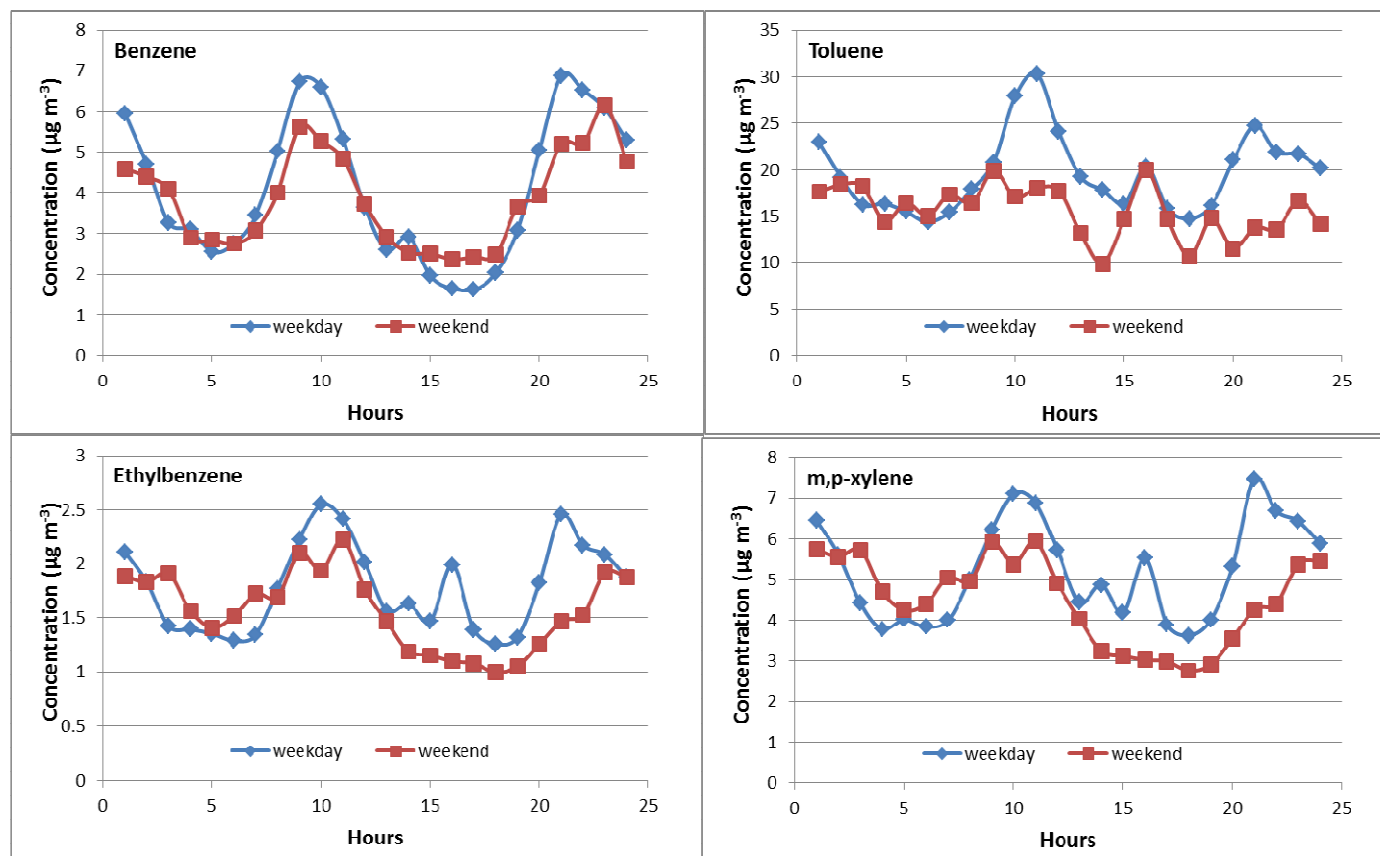 Benzene
Concentration (µg m-3)
8
7
6
5
4
3
2
1
0
weekday
weekend
0 5 10 15 20 25
Hours
Toluene
Concentration (µg m-3)
35
30
25
20
15
10
5
0
weekday
weekend
0 5 10 15 20 25
Hours
Ethylbenzene
Concentration (µg m-3)
3
2.5
2
1.5
1
0.5
0
weekday
weekend
0 5 10 15 20 25
Hours
m,p-xylene
Concentration (µg m-3)
8
7
6
5
4
3
2
1
0
weekday
weekend
0 5 10 15 20 25
Hours